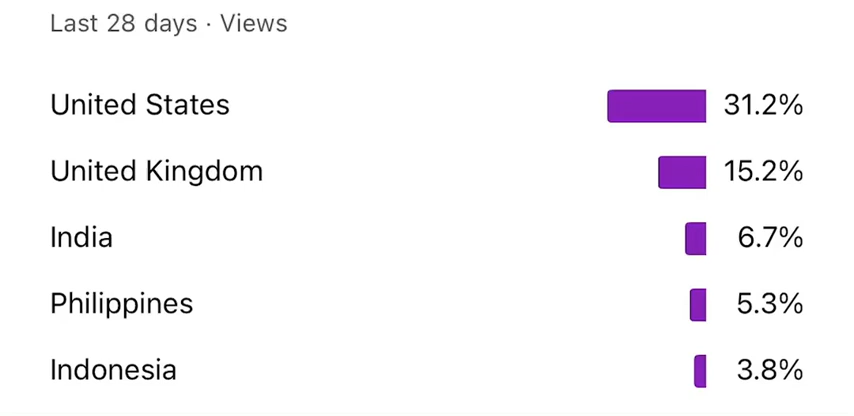 Last 28 days · Views
United States 31.2%
United Kingdom 15.2%
India 6.7%
Philippines 5.3%
Indonesia 3.8%